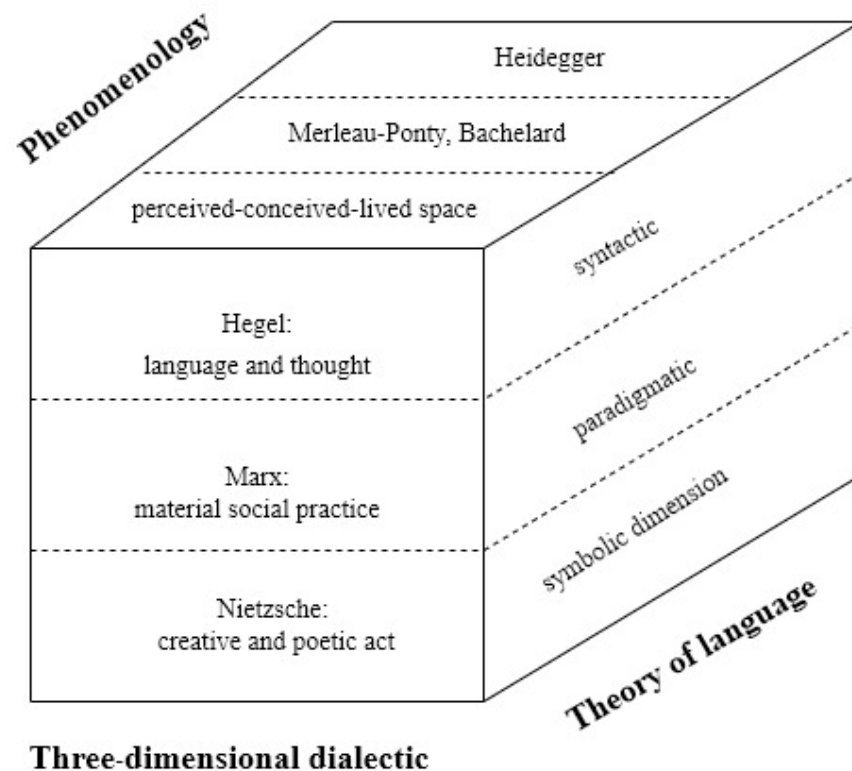 Phenomenology
Heidegger
Merleau-Ponty, Bachelard
perceived-conceived-lived space
Hegel:
language and thought
Marx:
material social practice
Nietzsche:
creative and poetic act
syntactic
paradigmatic
symbolic dimension
Theory of language
Three-dimensional dialectic